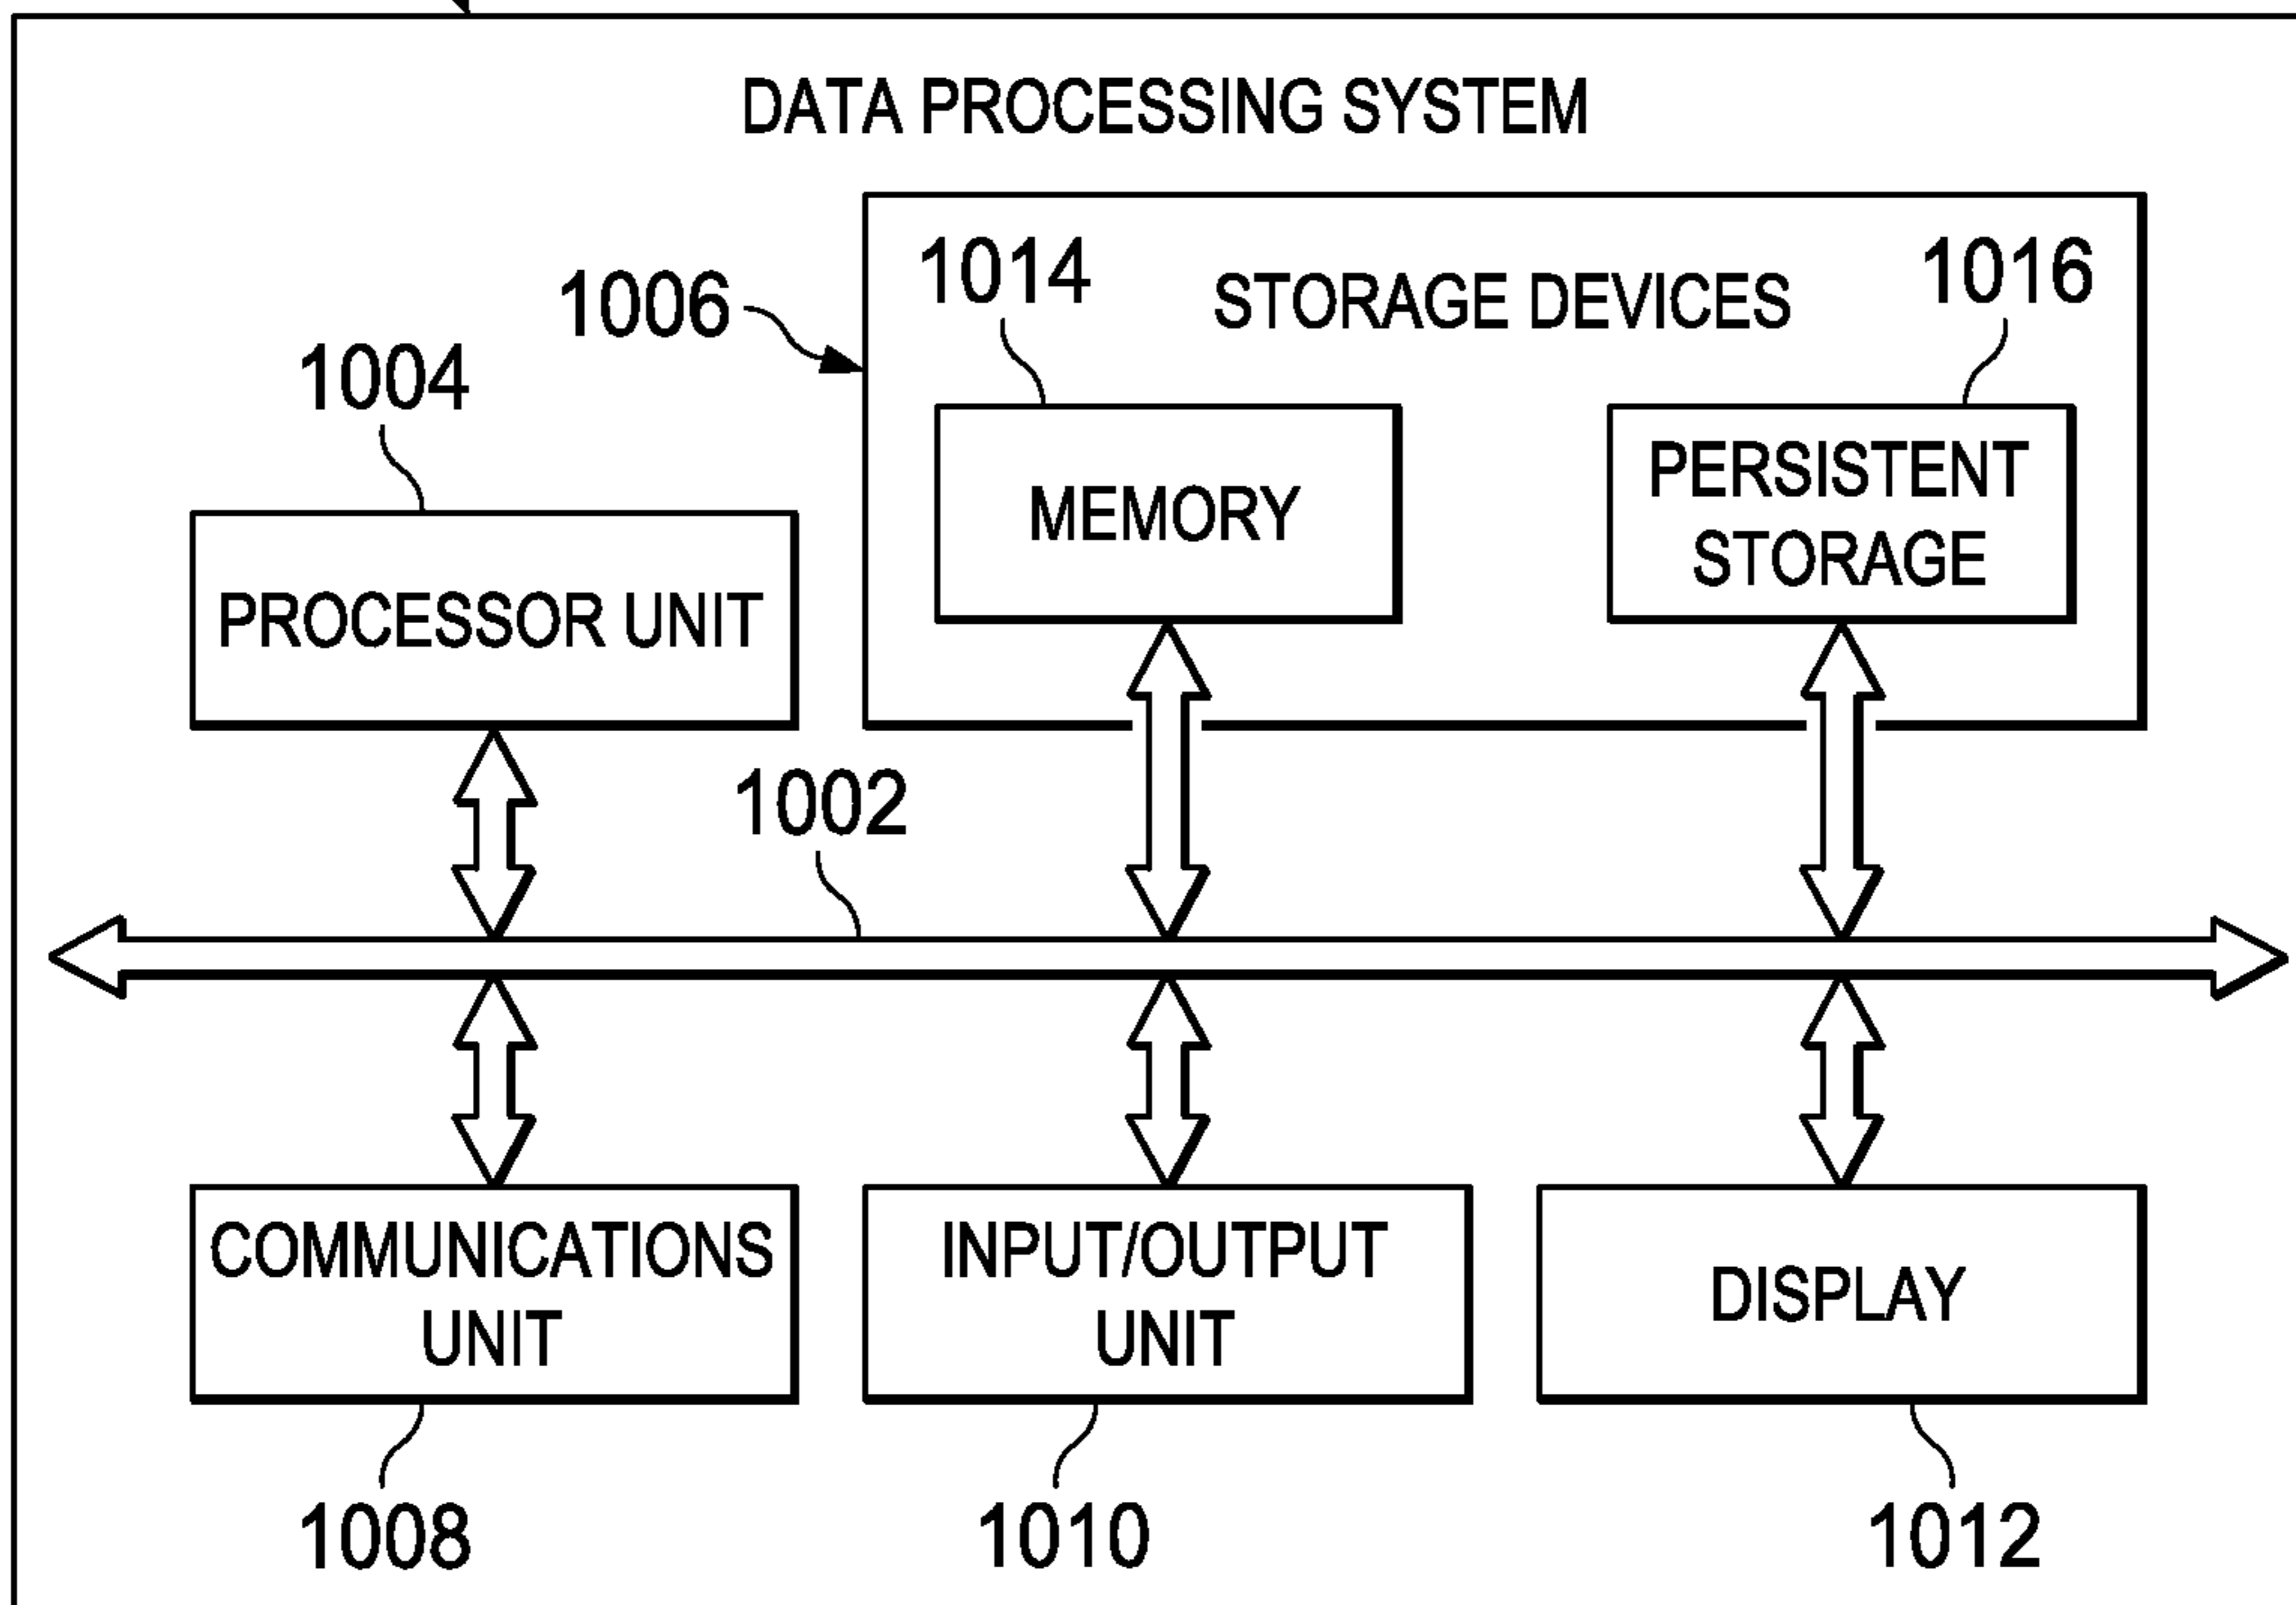 DATA PROCESSING SYSTEM
1006
1014
STORAGE DEVICES
1016
1004
MEMORY
PERSISTENT
STORAGE
PROCESSOR UNIT
1002
COMMUNICATIONS
UNIT
INPUT/OUTPUT
UNIT
DISPLAY
1008
1010
1012